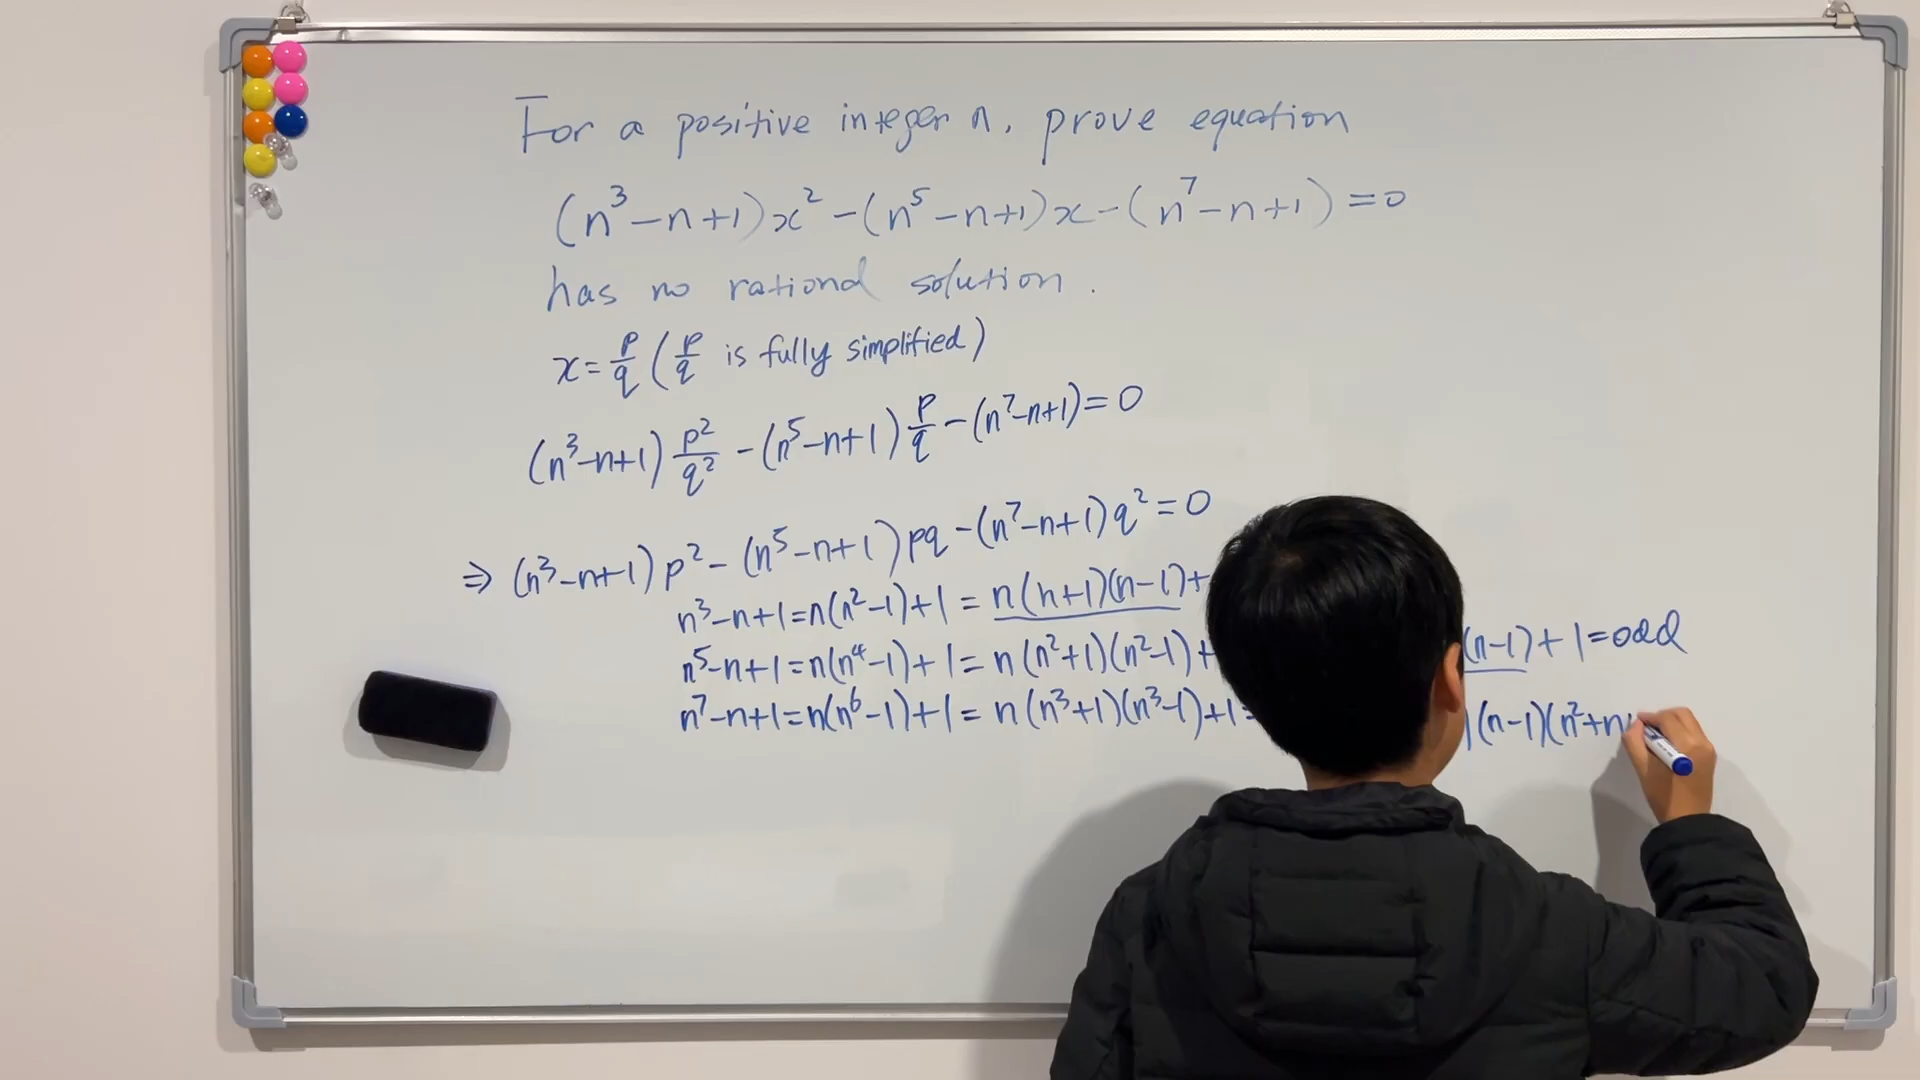 For a positive integer n, prove equation
(n³-n+1)x²-(n⁵-n+1)x-(n⁷-n+1)=0
has no rational solution.
x=p/q (p/q is fully simplified)
(n³-n+1)p²/q²-(n⁵-n+1)p/q-(n⁷-n+1)=0
⇒(n³-n+1)p²-(n⁵-n+1)pq-(n⁷-n+1)q²=0
n³-n+1=n(n²-1)+1=n(n+1)(n-1)+
n⁵-n+1=n(n⁴-1)+1=n(n²+1)(n²-1)+ (n-1)+1=odd
n⁷-n+1=n(n⁶-1)+1=n(n³+1)(n³-1)+1= (n-1)(n²+n